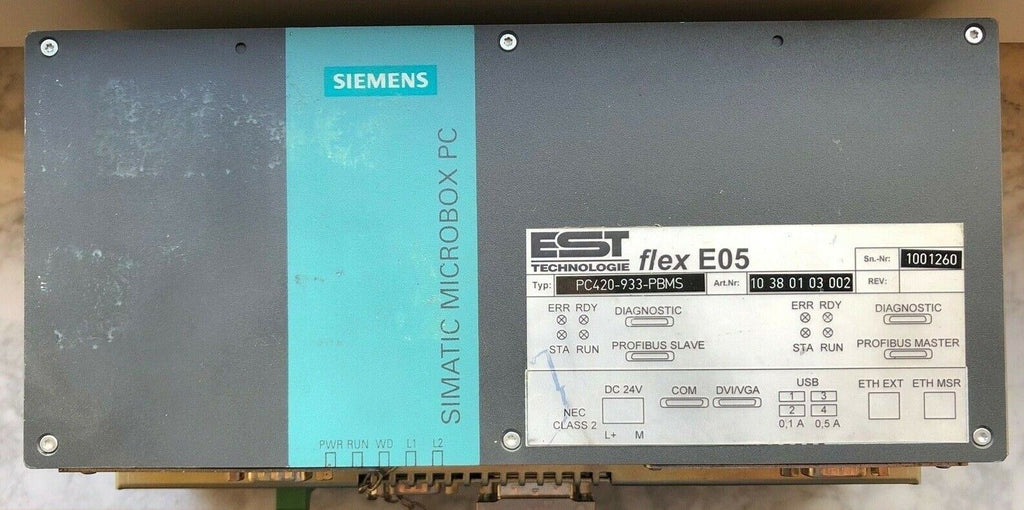 SIEMENS
SIMATIC MICROBOX PC
PWR RUN WD L1 L2
EST
TECHNOLOGIE
flex E05
Sn.-Nr: 1001260
Typ: PC420-933-PBMS
Art.Nr: 10 38 01 03 002
REV:
ERR RDY
DIAGNOSTIC
STA RUN
PROFIBUS SLAVE
ERR RDY
DIAGNOSTIC
STA RUN
PROFIBUS MASTER
NEC
CLASS 2
DC 24V
L+ M
COM
DVI/VGA
USB
1 3
2 4
0,1 A 0,5 A
ETH EXT
ETH MSR